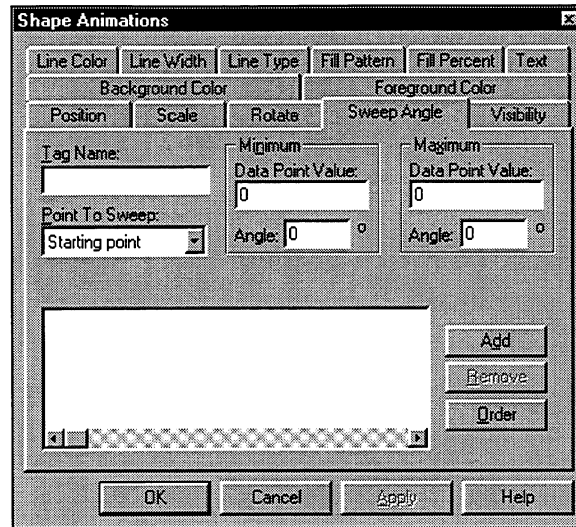 Shape Animations
Line Color Line Width Line Type Fill Pattern Fill Percent Text
Background Color Foreground Color
Position Scale Rotate Sweep Angle Visibility
Tag Name:
Point To Sweep:
Starting point
Minimum
Data Point Value:
0
Angle: 0 °
Maximum
Data Point Value:
0
Angle: 0 °
Add
Remove
Order
OK Cancel Apply Help